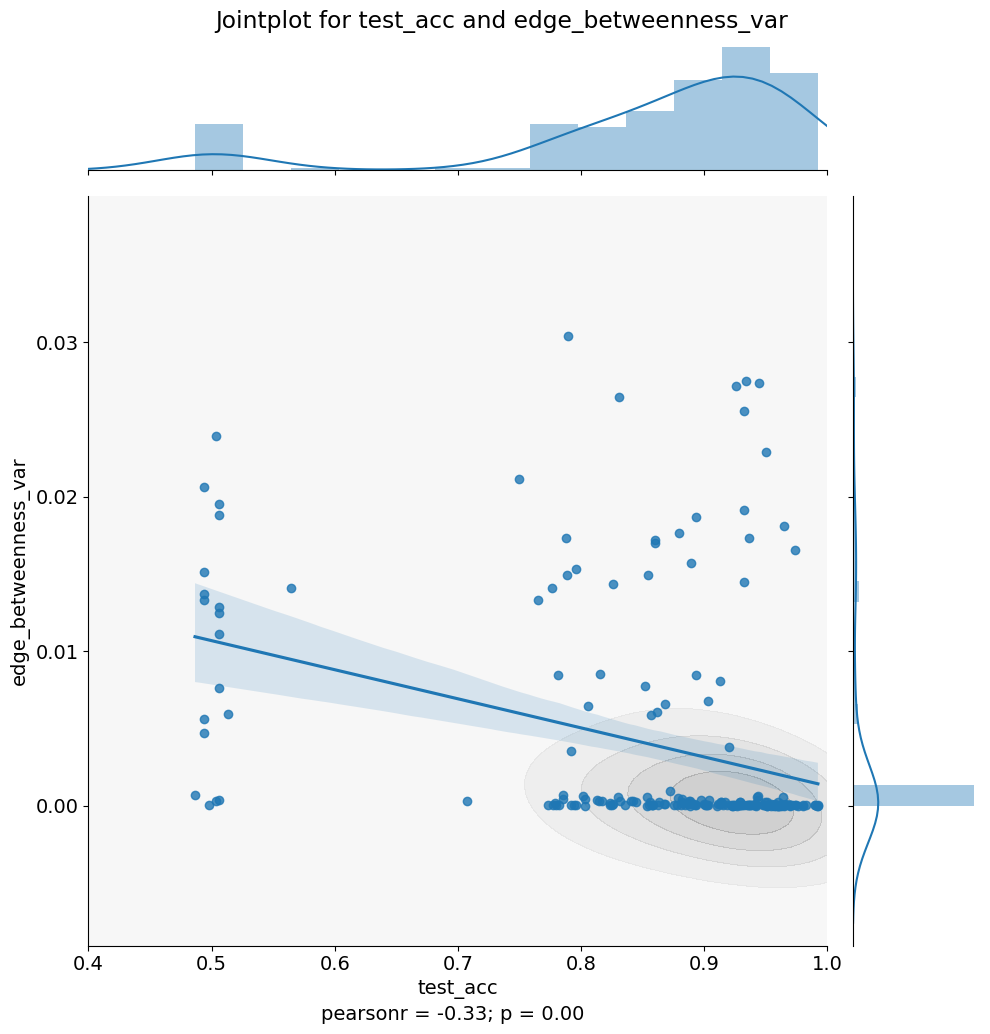 Jointplot for test_acc and edge_betweenness_var
edge_betweenness_var
0.03
0.02
0.01
0.00
0.4 0.5 0.6 0.7 0.8 0.9 1.0
test_acc
pearsonr = -0.33; p = 0.00